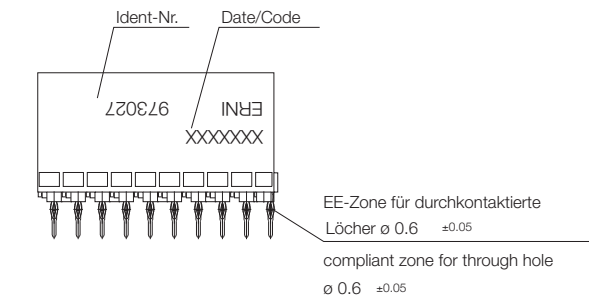 Ident-Nr. Date/Code
ERNI 973027
XXXXXXX
EE-Zone für durchkontaktierte
Löcher ø 0.6 ±0.05
compliant zone for through hole
ø 0.6 ±0.05